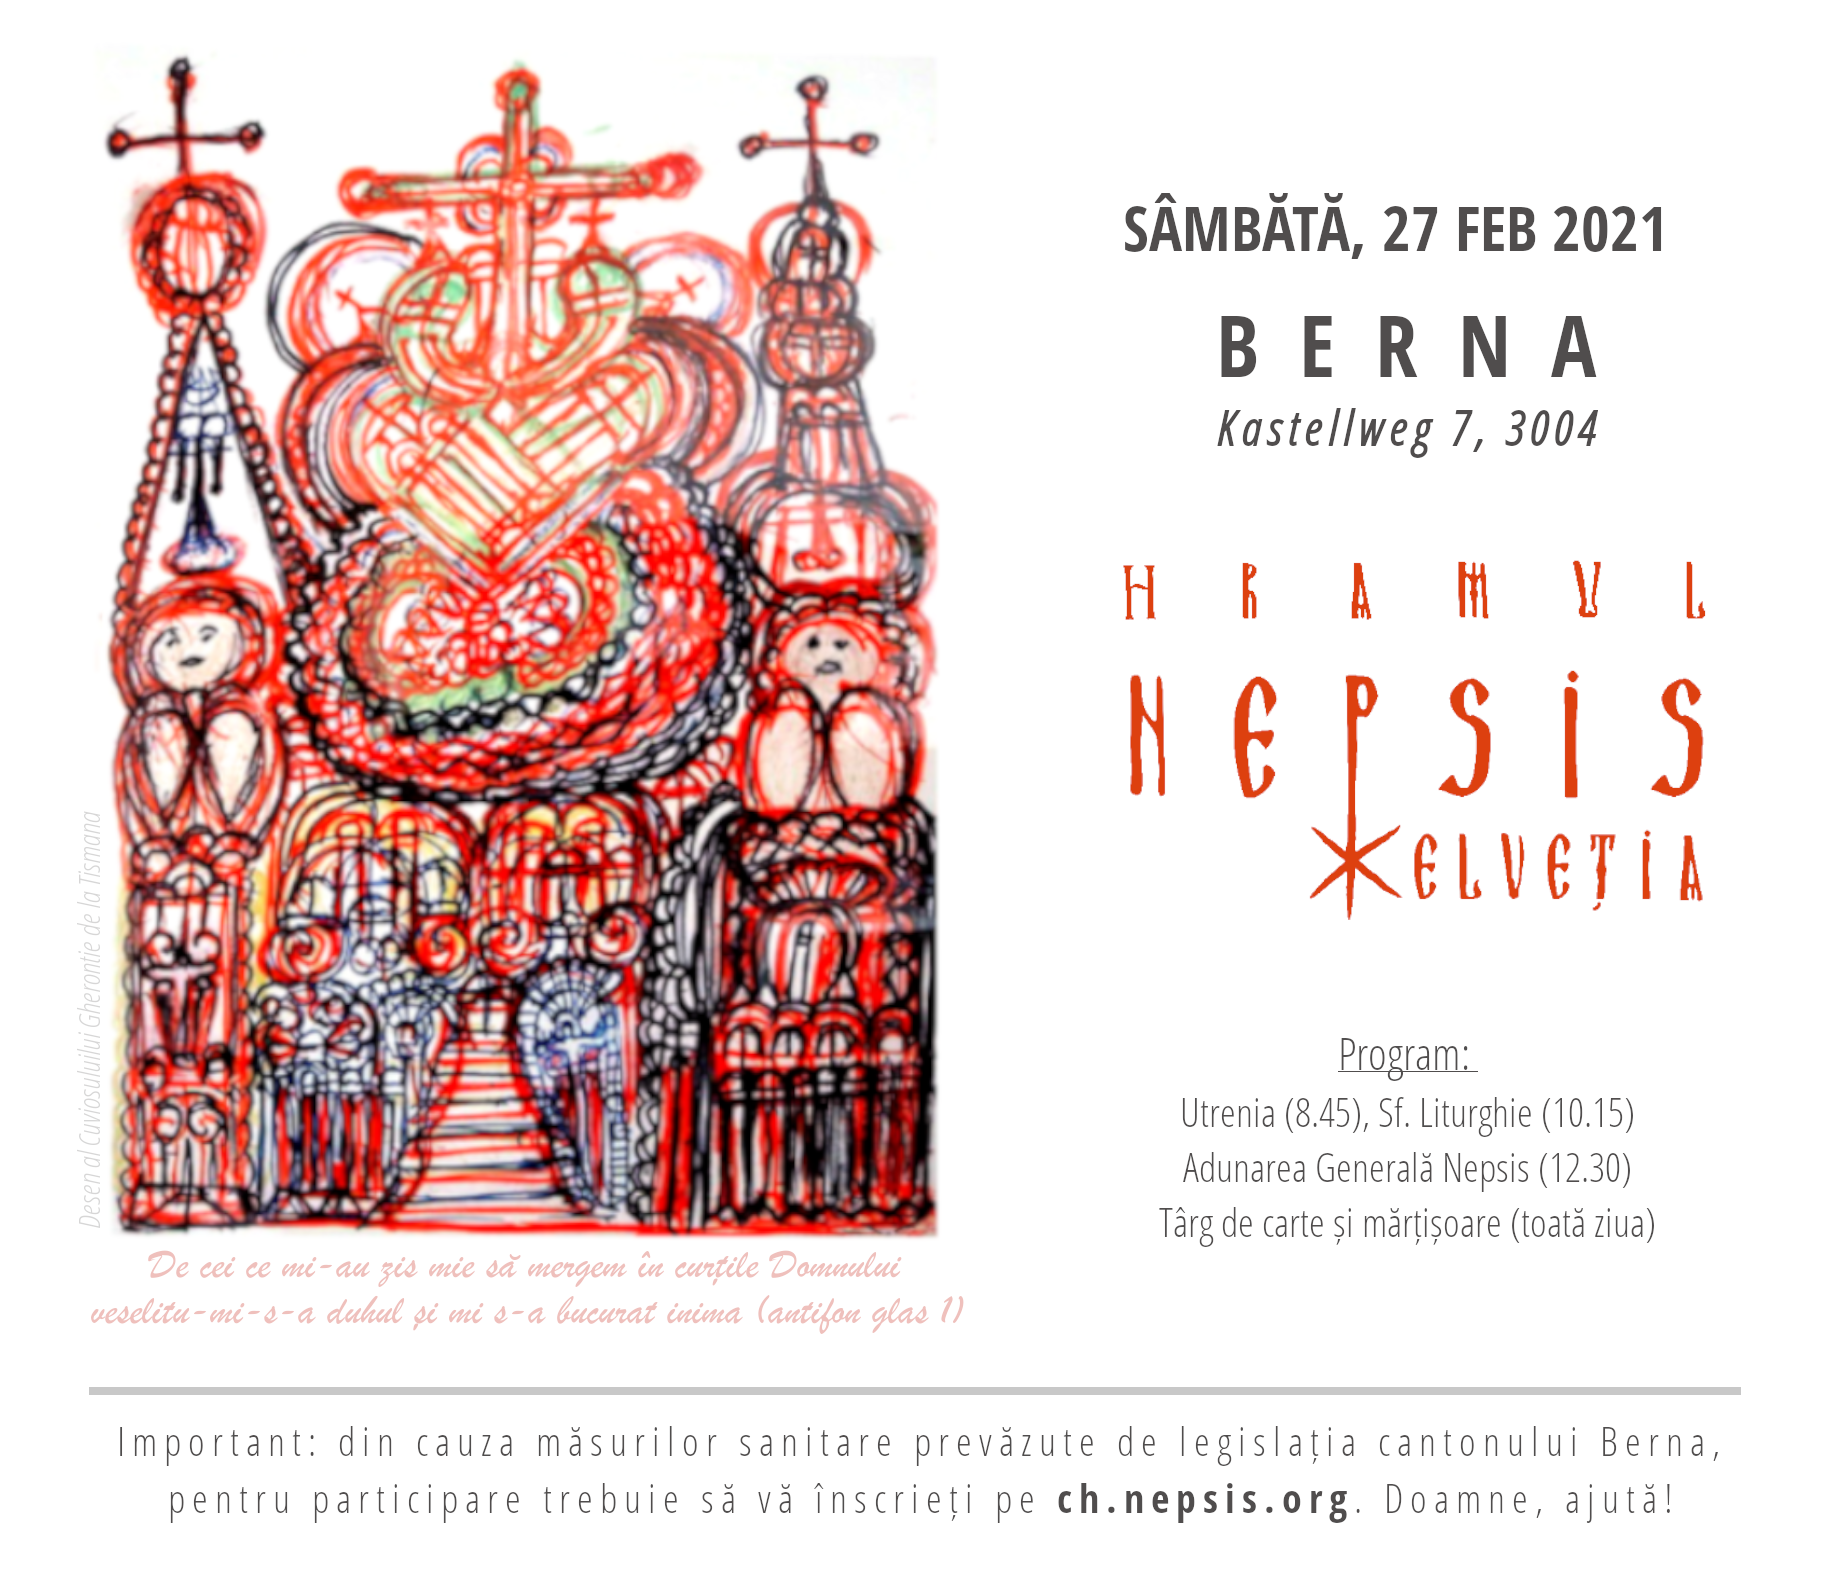 SÂMBĂTĂ, 27 FEB 2021
BERNA
Kastellweg 7, 3004
HRAMUL
NEPSIS
ELVEȚIA
Program:
Utrenia (8.45), Sf. Liturghie (10.15)
Adunarea Generală Nepsis (12.30)
Târg de carte și mărțișoare (toată ziua)
Desen al Cuviosuluilui Gherontie de la Tismana
De cei ce mi-au zis mie să mergem în curțile Domnului
veselitu-mi-s-a duhul și mi s-a bucurat inima (antifon glas 1)
Important: din cauza măsurilor sanitare prevăzute de legislația cantonului Berna,
pentru participare trebuie să vă înscrieți pe ch.nepsis.org. Doamne, ajută!